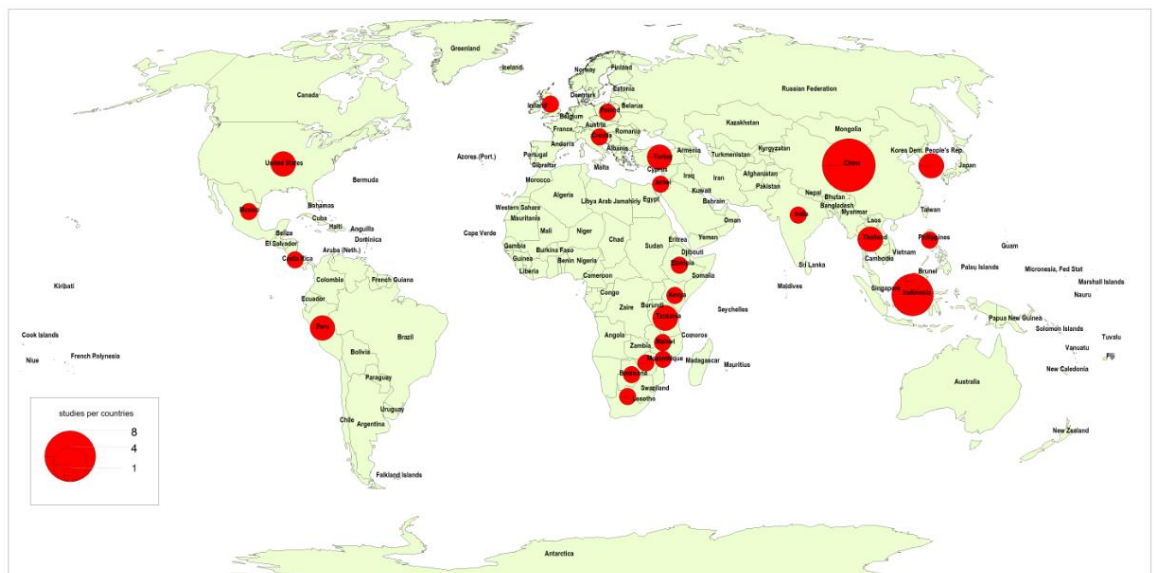 Greenland
Iceland
Norway
Finland
Canada
Estonia
Denmark
Russian Federation
Ireland
Poland
Belarus
Belgium
Austria
Kazakhstan
France
Croatia
Romania
Mongolia
Andorra
Albania
Kyrgyzstan
Korea Dem. People's Rep.
United States
Azores (Port.)
Portugal
Turkey
Armenia
Turkmenistan
China
Japan
Gibraltar
Malta
Cyprus
Afghanistan
Bermuda
Morocco
Israel
Iraq
Iran
Pakistan
Algeria
Libya Arab Jamahiriy
Egypt
Kuwait
Nepal
Bhutan
Bahamas
Mexico
Western Sahara
Bahrain
Bangladesh
Taiwan
Cuba
Mauritania
Oman
India
Myanmar
Belize
Haiti
Anguilla
Cape Verde
Mali
Niger
Laos
El Salvador
Dominica
Chad
Sudan
Eritrea
Yemen
Thailand
Philippines
Guam
Aruba (Neth.)
Gambia
Burkina Faso
Djibouti
Vietnam
Costa Rica
Guinea
Benin
Nigeria
Ethiopia
Cambodia
Sri Lanka
Palau Islands
Micronesia, Fed Stat
Liberia
Cameroon
Somalia
Brunei
Colombia
French Guiana
Maldives
Marshall Islands
Kiribati
Singapore
Indonesia
Nauru
Ecuador
Congo
Kenya
Zaire
Burundi
Seychelles
Tanzania
Papua New Guinea
Peru
Solomon Islands
Cook Islands
Brazil
Angola
Comoros
Tuvalu
Malawi
Zambia
Vanuatu
Bolivia
Mozambique
Madagascar
Mauritius
Fiji
Niue
French Polynesia
New Caledonia
Botswana
Paraguay
Australia
Swaziland
Lesotho
Uruguay
studies per countries
Chile
Argentina
New Zealand
8
4
1
Falkland Islands
Antarctica